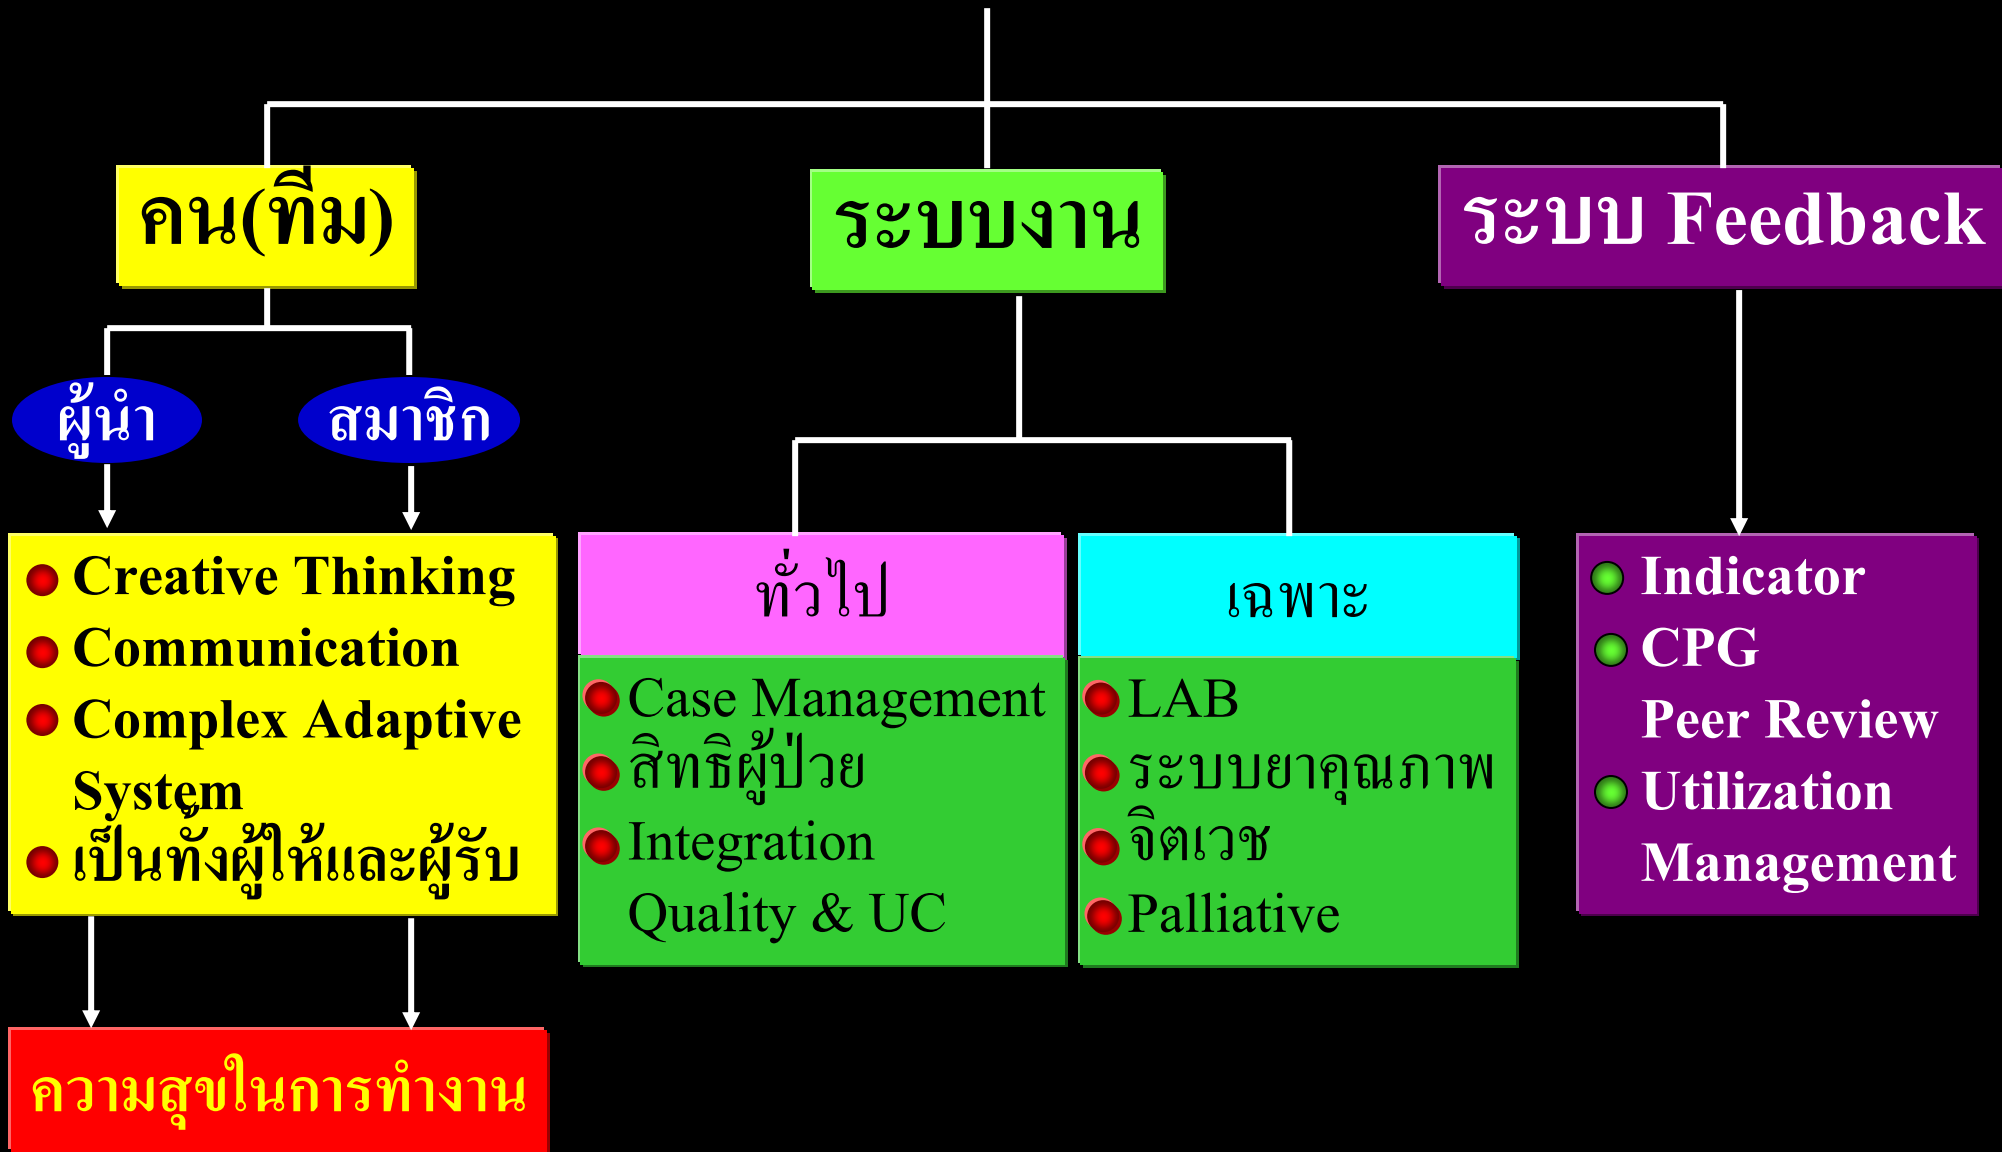 คน(ทีม)
ระบบงาน
ระบบ Feedback
ผู้นำ
สมาชิก
Creative Thinking
Communication
Complex Adaptive
System
เป็นทั้งผู้ให้และผู้รับ
ความสุขในการทำงาน
ทั่วไป
Case Management
สิทธิผู้ป่วย
Integration
Quality & UC
เฉพาะ
LAB
ระบบยาคุณภาพ
จิตเวช
Palliative
Indicator
CPG
Peer Review
Utilization
Management